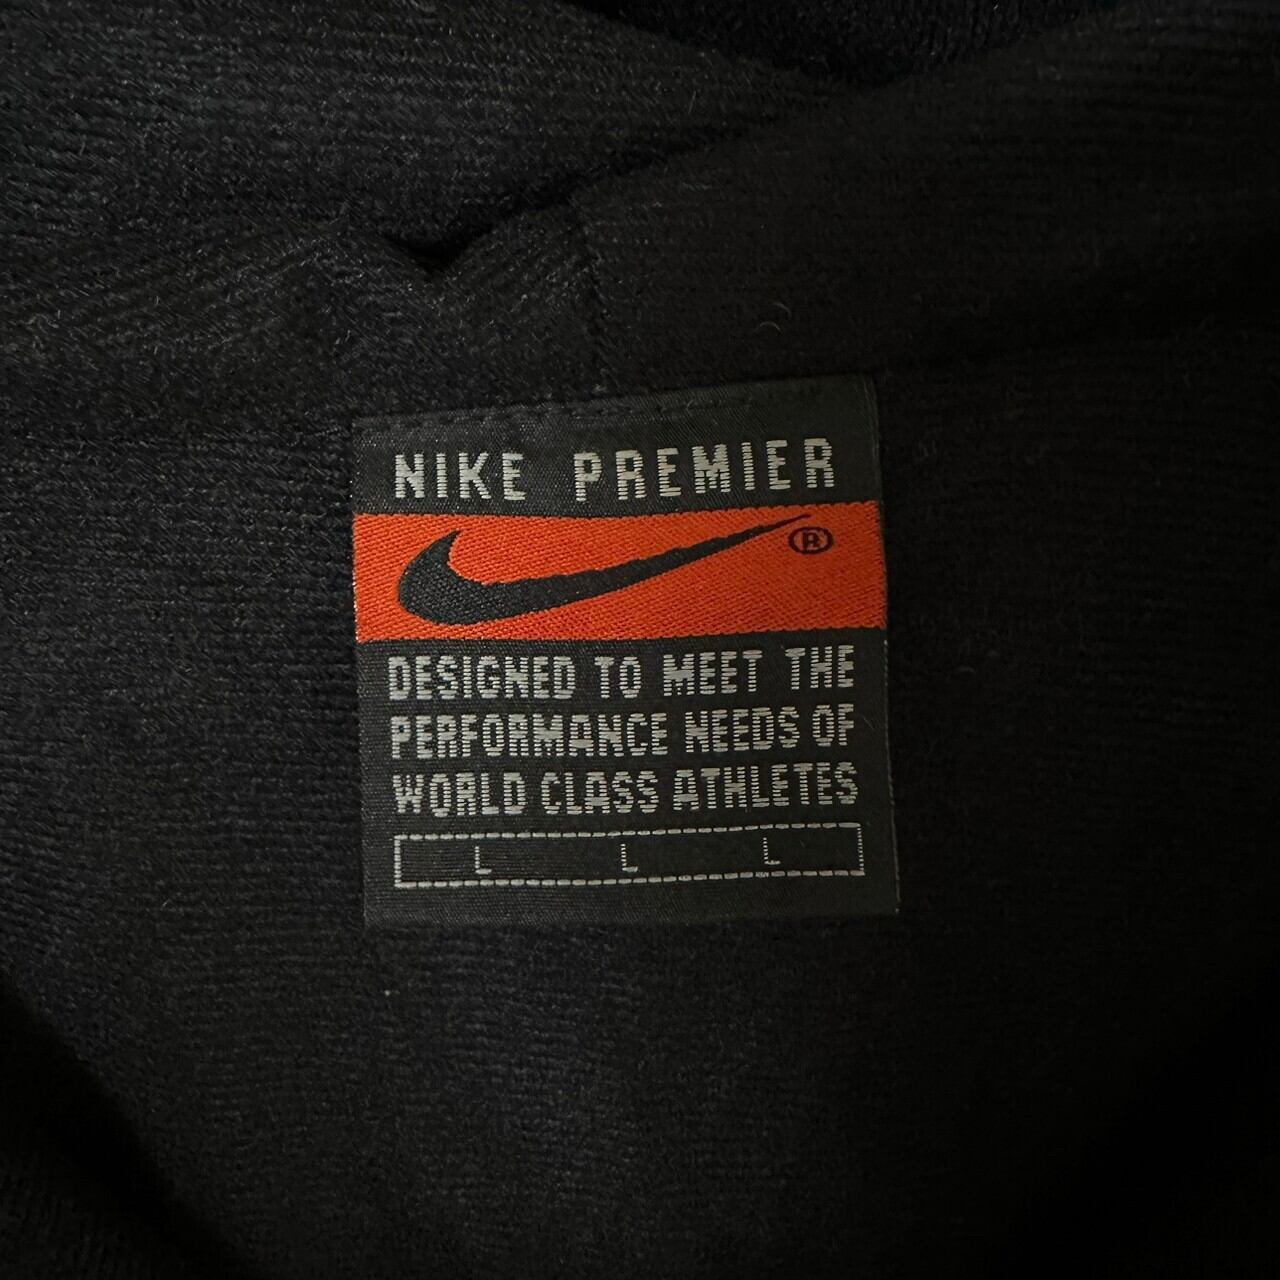 NIKE PREMIER
®
DESIGNED TO MEET THE
PERFORMANCE NEEDS OF
WORLD CLASS ATHLETES
L L L